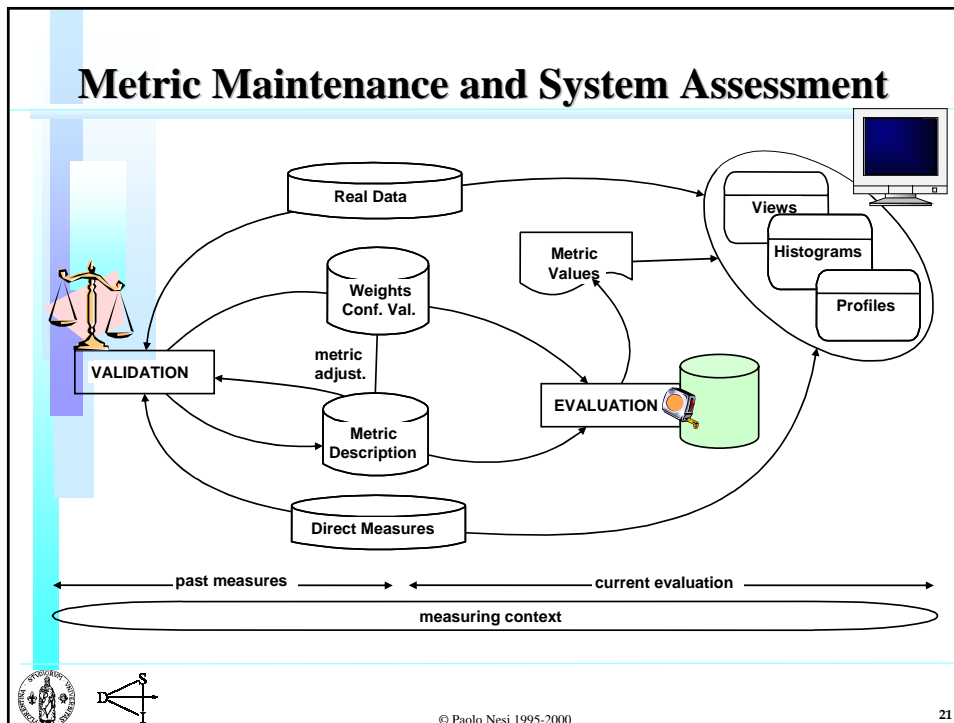 Metric Maintenance and System Assessment
Real Data
Views
Histograms
Profiles
Metric
Values
Weights
Conf. Val.
metric
adjust.
VALIDATION
EVALUATION
Metric
Description
Direct Measures
past measures
current evaluation
measuring context
D
S
I
© Paolo Nesi 1995-2000
21